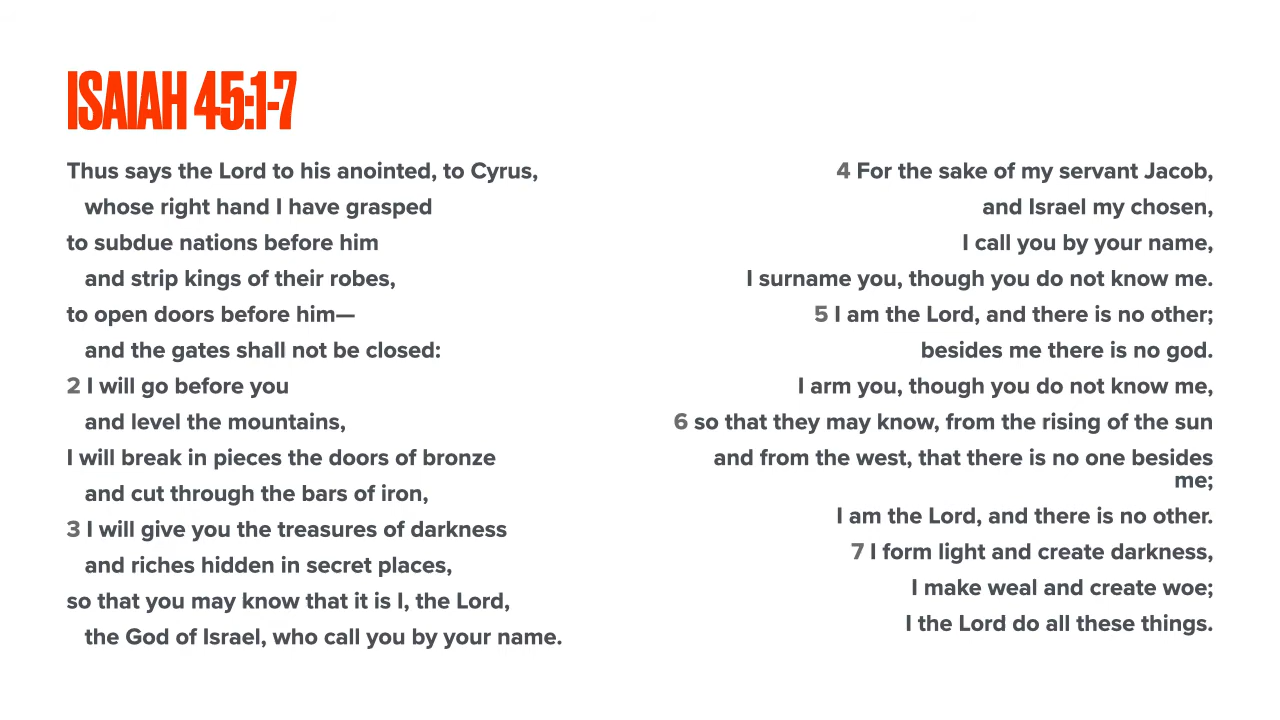 ISAIAH 45:1-7
Thus says the Lord to his anointed, to Cyrus,
whose right hand I have grasped
to subdue nations before him
and strip kings of their robes,
to open doors before him—
and the gates shall not be closed:
2 I will go before you
and level the mountains,
I will break in pieces the doors of bronze
and cut through the bars of iron,
3 I will give you the treasures of darkness
and riches hidden in secret places,
so that you may know that it is I, the Lord,
the God of Israel, who call you by your name.
4 For the sake of my servant Jacob,
and Israel my chosen,
I call you by your name,
I surname you, though you do not know me.
5 I am the Lord, and there is no other;
besides me there is no god.
I arm you, though you do not know me,
6 so that they may know, from the rising of the sun
and from the west, that there is no one besides
me;
I am the Lord, and there is no other.
7 I form light and create darkness,
I make weal and create woe;
I the Lord do all these things.